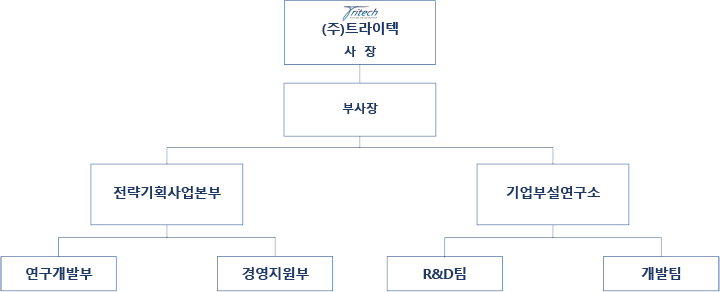 Tritech
(주)트라이텍
사 장
부사장
전략기획사업본부
기업부설연구소
연구개발부
경영지원부
R&D팀
개발팀